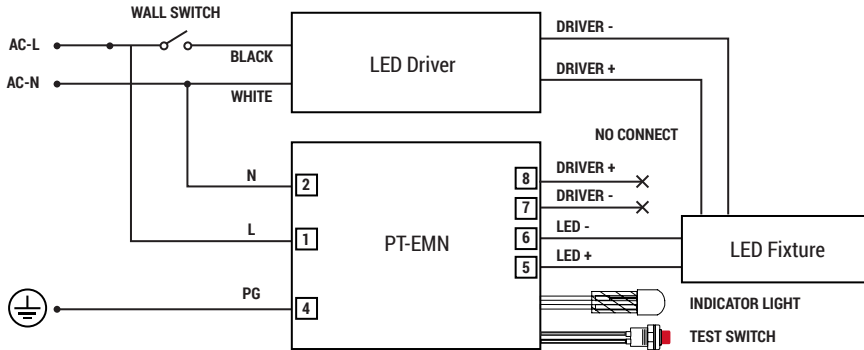 WALL SWITCH
AC-L
BLACK
LED Driver
DRIVER -
DRIVER +
AC-N
WHITE
NO CONNECT
N
2
8
DRIVER +
7
DRIVER -
L
1
PT-EMN
6
LED -
5
LED +
LED Fixture
PG
4
INDICATOR LIGHT
TEST SWITCH